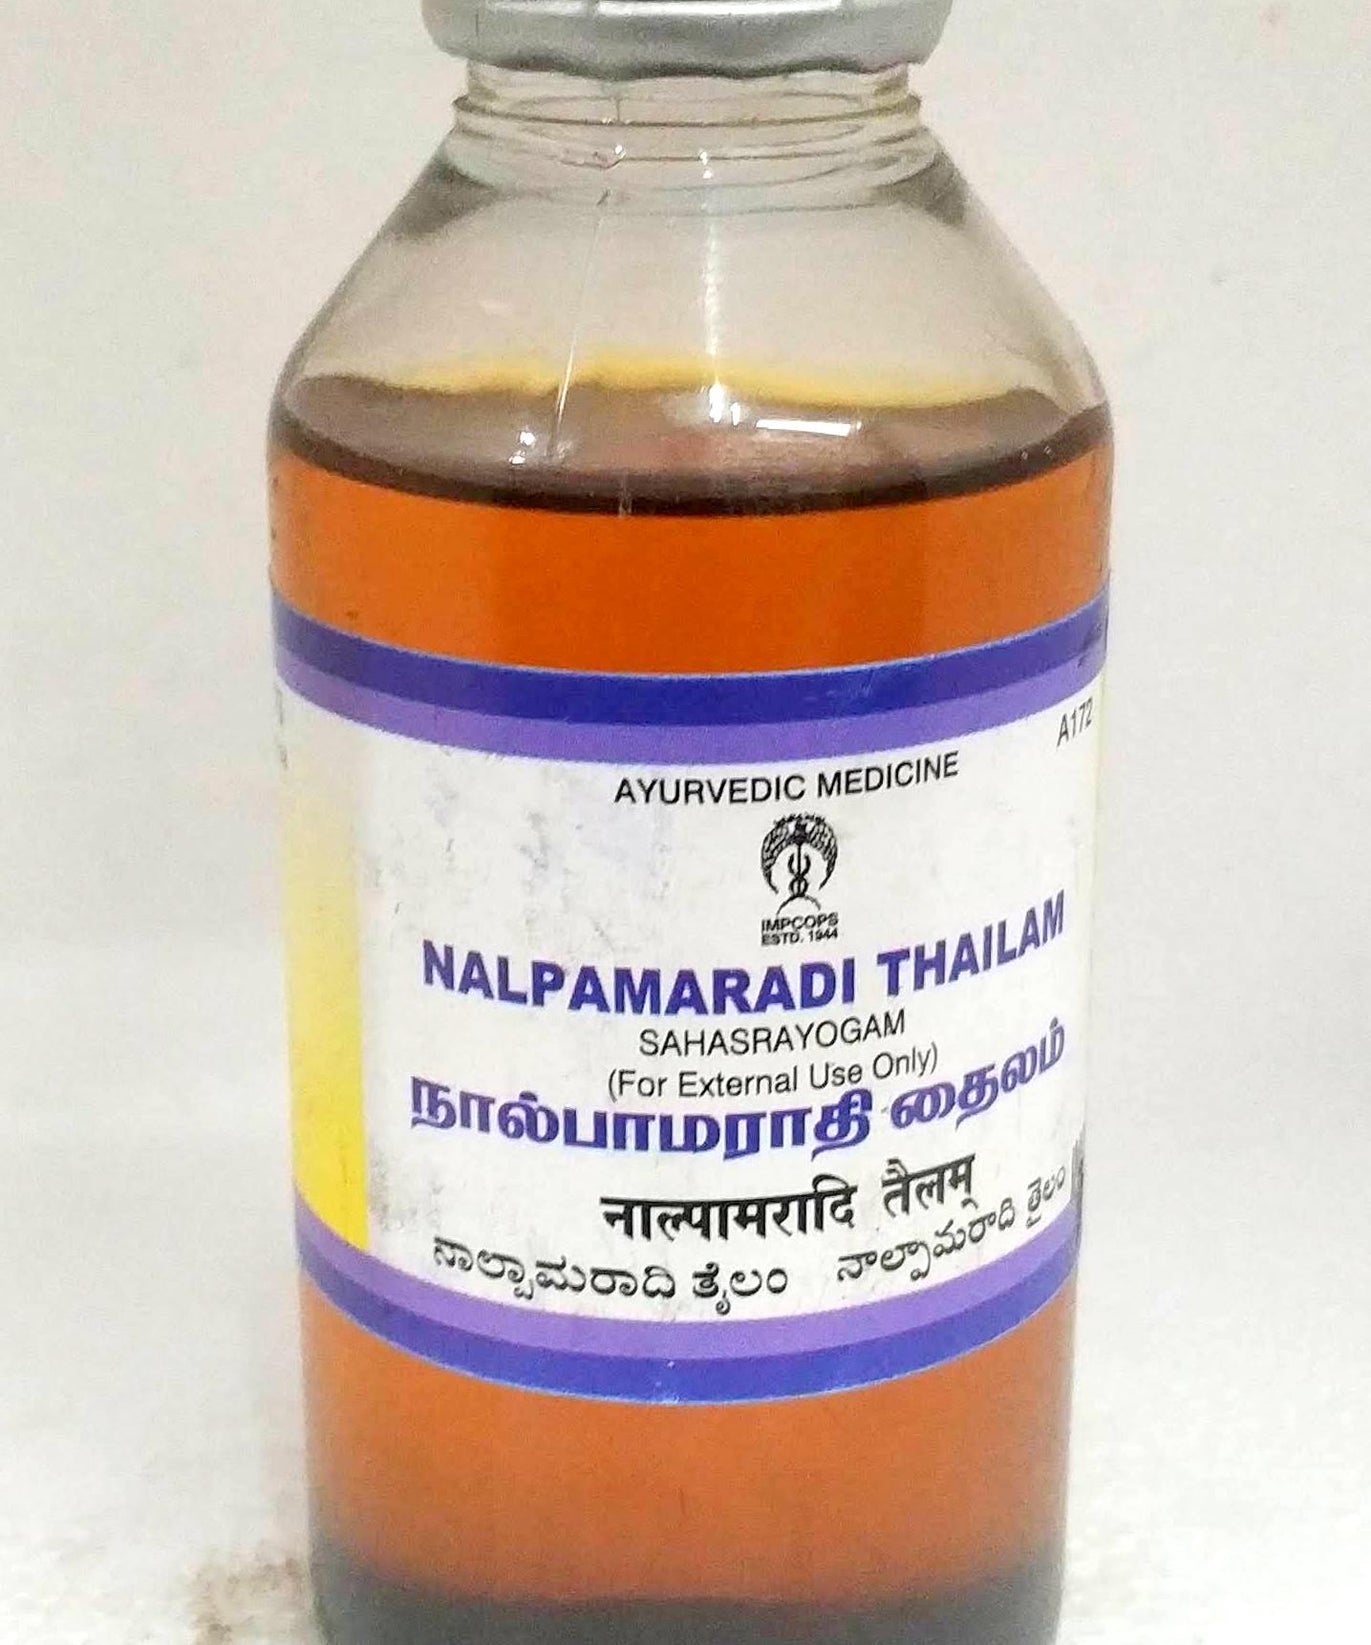 A172
AYURVEDIC MEDICINE
IMPCOPS
ESTD. 1944
NALPAMARADI THAILAM
SAHASRAYOGAM
(For External Use Only)
நால்பாமராதி தைலம்
नाल्पामरादि तैलम्
నాల్పామరాది తైలం ನಾಲ್ಪಾಮರಾದಿ ತೈಲಂ